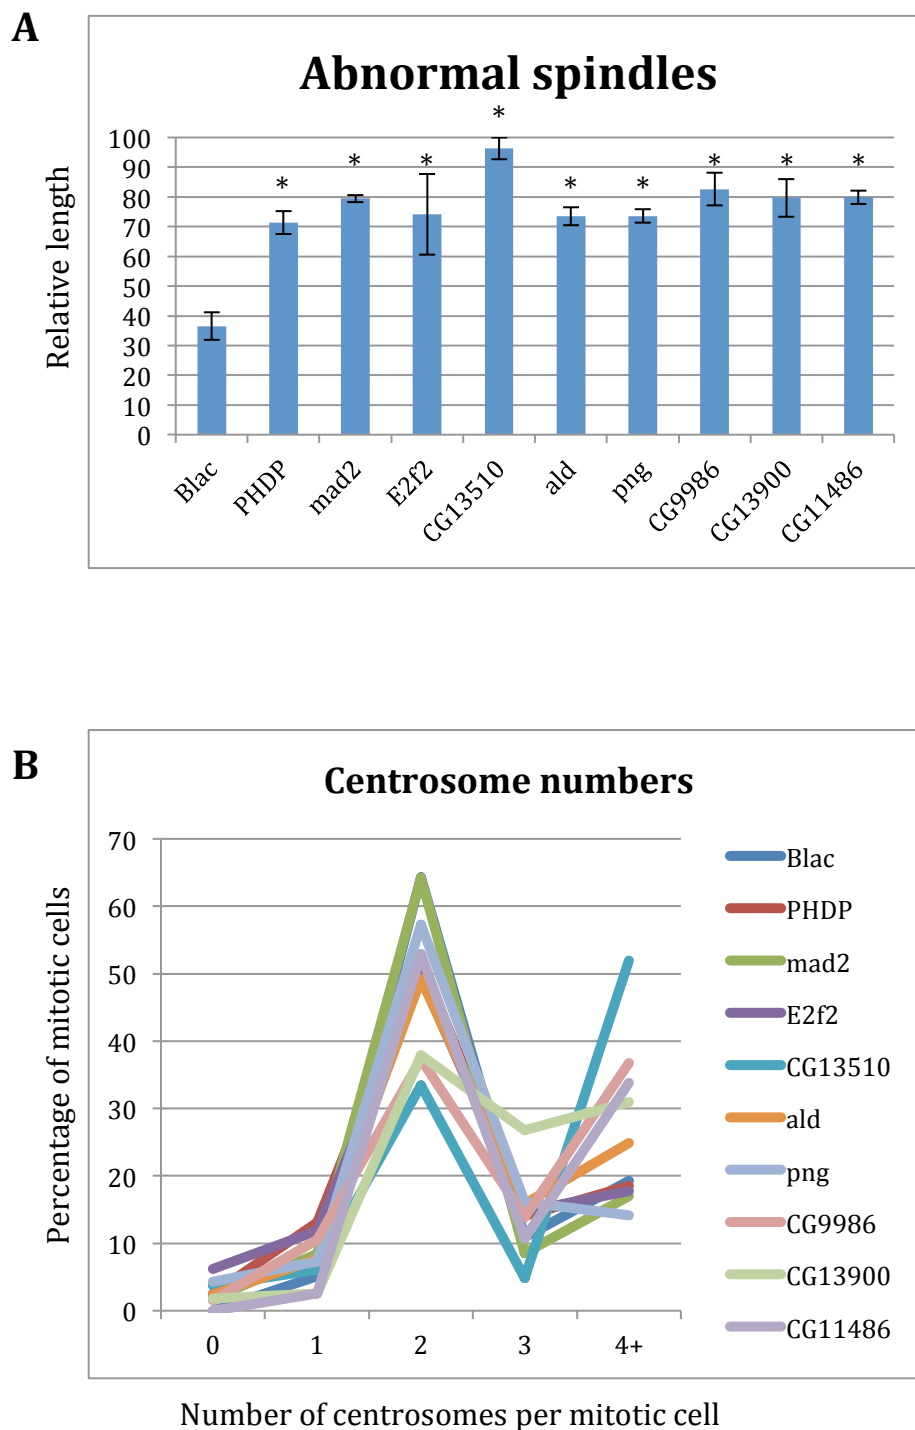 A
Abnormal spindles
Relative length
100
90
80
70
60
50
40
30
20
10
0
* * * * * * * * *
Blac PHDP mad2 E2f2 CG13510 ald png CG9986 CG13900 CG11486
B
Centrosome numbers
Percentage of mitotic cells
70
60
50
40
30
20
10
0
0 1 2 3 4+
Blac
PHDP
mad2
E2f2
CG13510
ald
png
CG9986
CG13900
CG11486
Number of centrosomes per mitotic cell